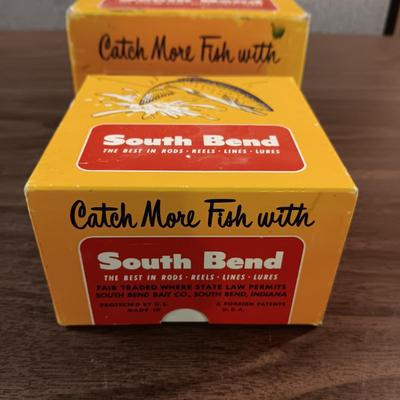 Catch More Fish with
South Bend
THE BEST IN RODS · REELS · LINES · LURES
Catch More Fish with
South Bend
THE BEST IN RODS · REELS · LINES · LURES
FAIR TRADED WHERE STATE LAW PERMITS
SOUTH BEND BAIT CO., SOUTH BEND, INDIANA
PROTECTED BY U.S. & FOREIGN PATENTS
MADE IN U.S.A.